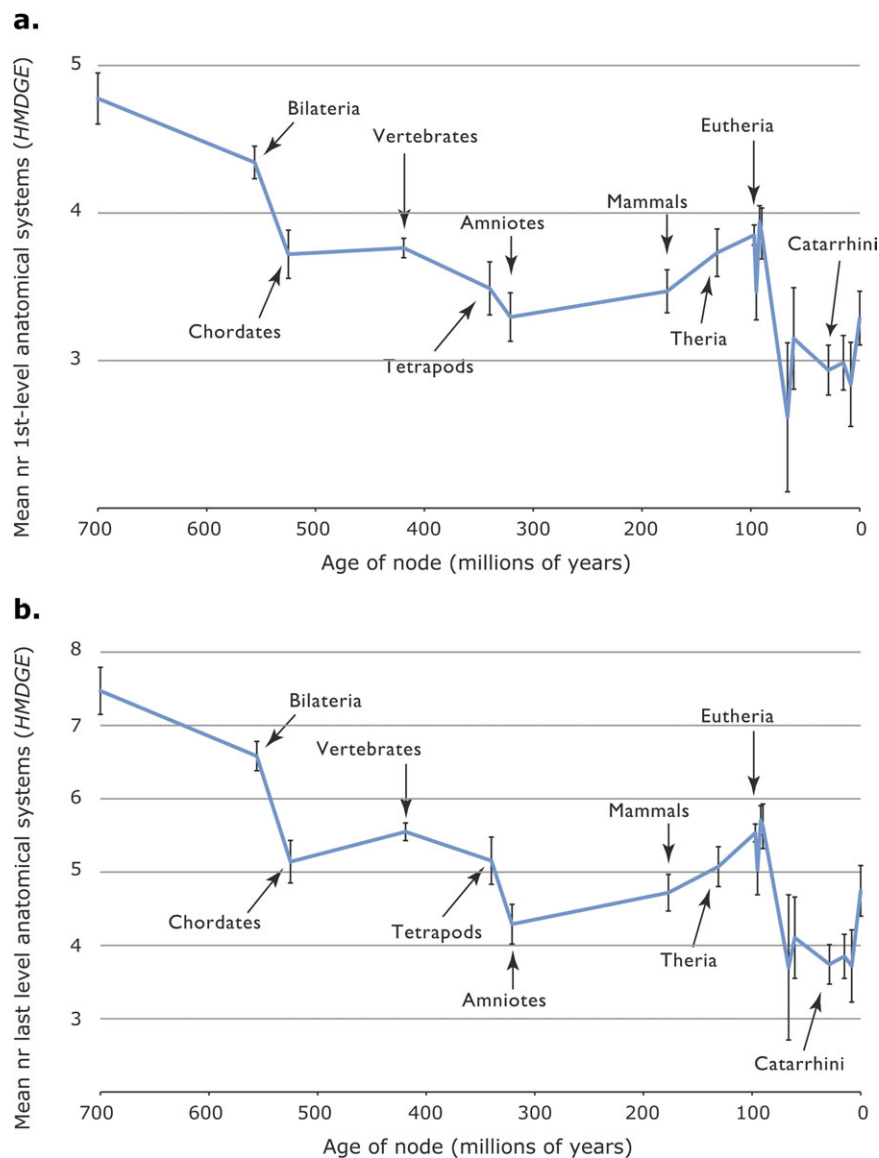 a.
Mean nr 1st-level anatomical systems (HMDGE)
5
4
3
Bilateria
Vertebrates
Eutheria
Amniotes
Mammals
Catarrhini
Chordates
Tetrapods
Theria
700 600 500 400 300 200 100 0
Age of node (millions of years)
b.
Mean nr last level anatomical systems (HMDGE)
8
7
6
5
4
3
Bilateria
Vertebrates
Eutheria
Mammals
Chordates
Tetrapods
Theria
Amniotes
Catarrhini
700 600 500 400 300 200 100 0
Age of node (millions of years)